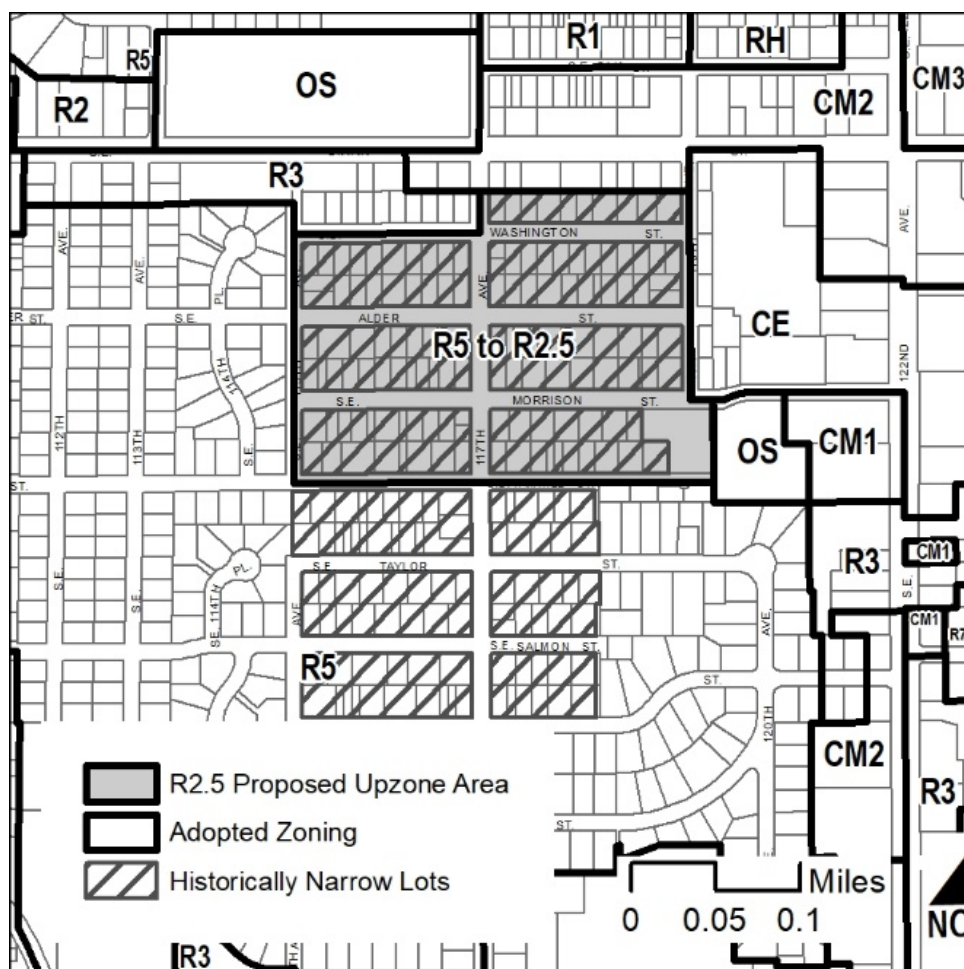 R1
RH
R5
OS
CM3
R2
CM2
R3
AVE.
WASHINGTON ST.
AVE.
AVE.
PL.
AVE.
ST.
S.E.
ALDER ST.
CE
R5 to R2.5
122ND
114TH
S.E. MORRISON ST.
112TH
113TH
S.E.
117TH
OS
CM1
ST.
S.E. TAYLOR ST.
R3
CM1
PL.
S.E.
S.E.
S.E.
S.E. 114TH
AVE.
AVE.
CM1
R7
S.E. SALMON ST.
R5
ST.
120TH
CM2
R3
R2.5 Proposed Upzone Area
Adopted Zoning
ST.
Historically Narrow Lots
Miles
0 0.05 0.1
R3